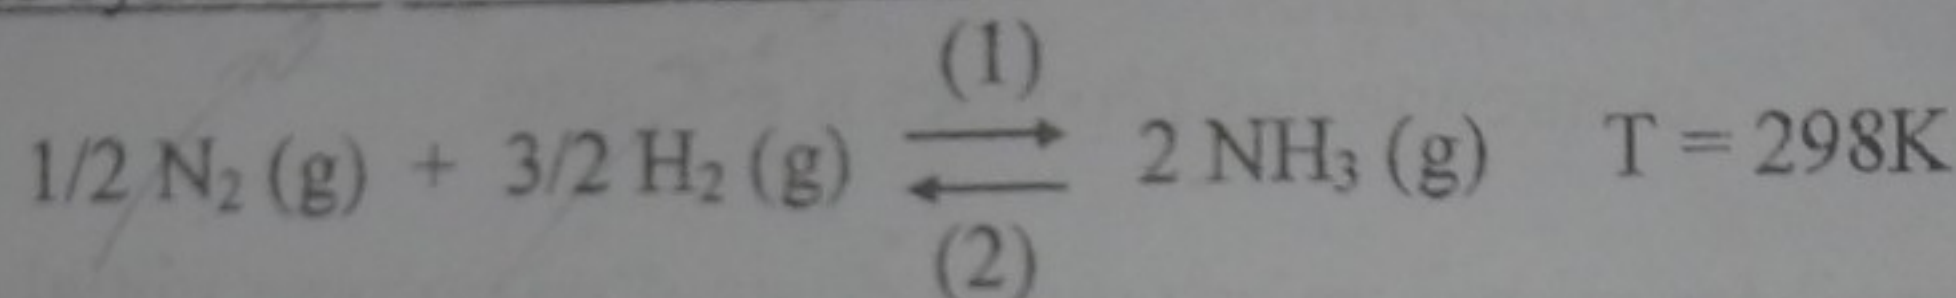 (1)
1/2 N₂ (g) + 3/2 H₂ (g) ⇄ 2 NH₃ (g) T = 298K
(2)